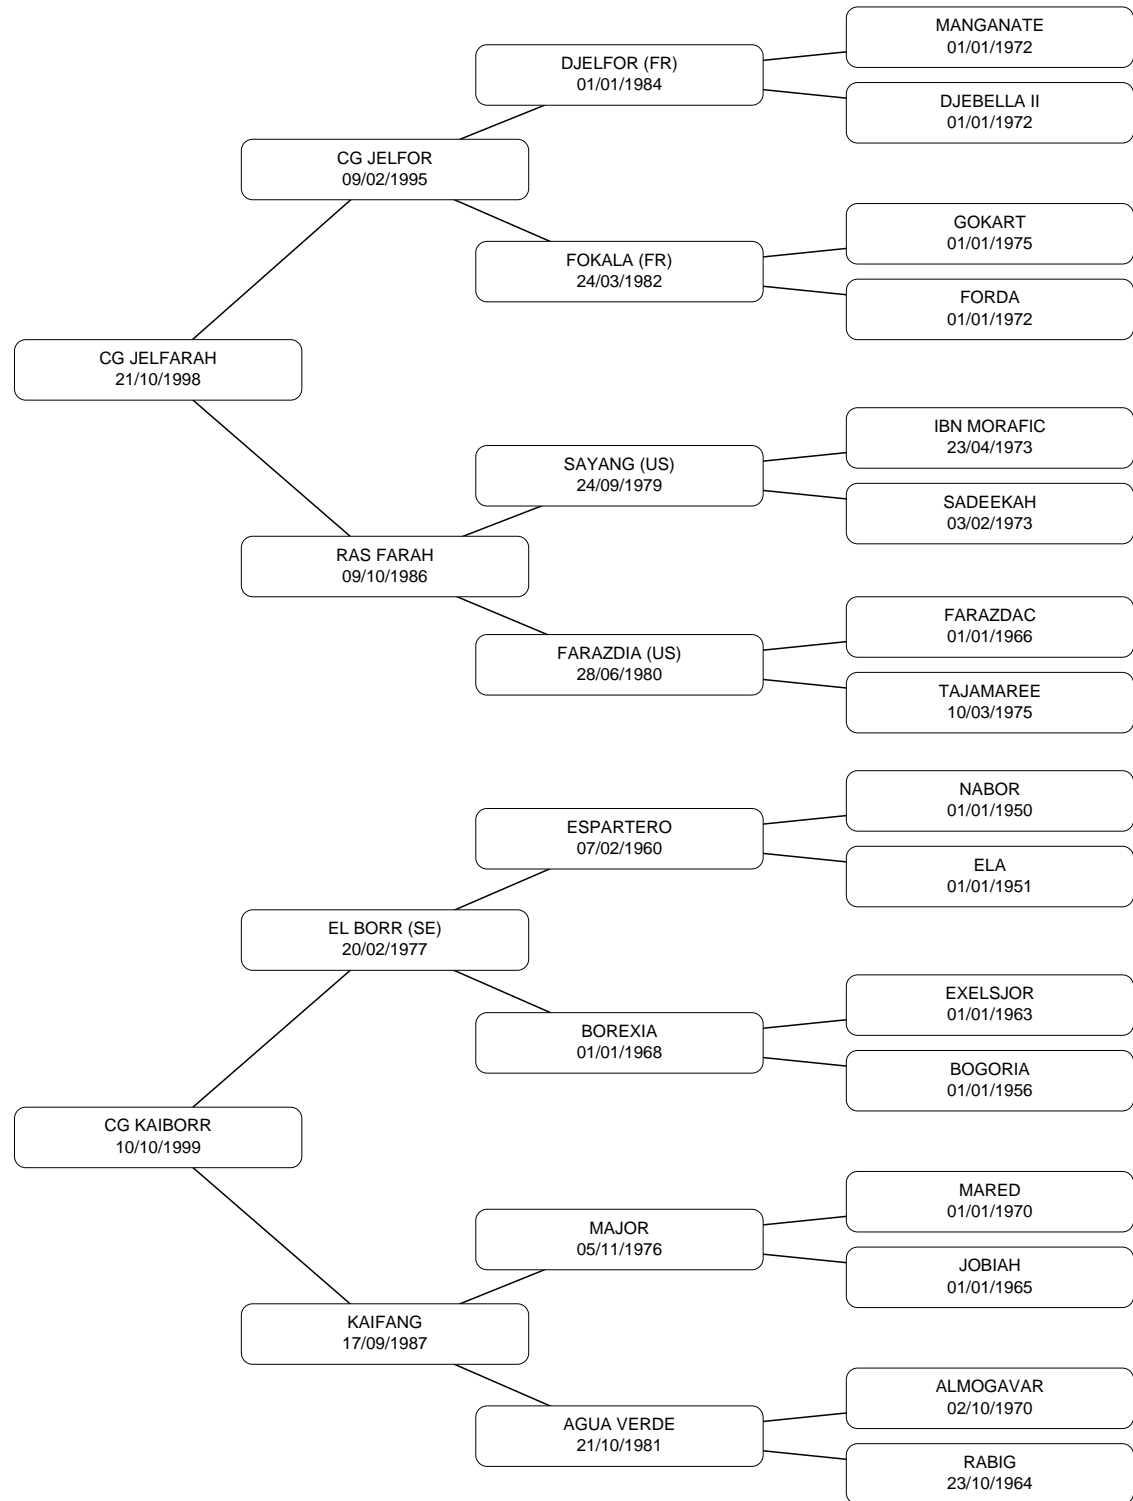 MANGANATE
01/01/1972
DJELFOR (FR)
01/01/1984
DJEBELLA II
01/01/1972
CG JELFOR
09/02/1995
GOKART
01/01/1975
FOKALA (FR)
24/03/1982
FORDA
01/01/1972
CG JELFARAH
21/10/1998
IBN MORAFIC
23/04/1973
SAYANG (US)
24/09/1979
SADEEKAH
03/02/1973
RAS FARAH
09/10/1986
FARAZDAC
01/01/1966
FARAZDIA (US)
28/06/1980
TAJAMAREE
10/03/1975
NABOR
01/01/1950
ESPARTERO
07/02/1960
ELA
01/01/1951
EL BORR (SE)
20/02/1977
EXELSJOR
01/01/1963
BOREXIA
01/01/1968
BOGORIA
01/01/1956
CG KAIBORR
10/10/1999
MARED
01/01/1970
MAJOR
05/11/1976
JOBIAH
01/01/1965
KAIFANG
17/09/1987
ALMOGAVAR
02/10/1970
AGUA VERDE
21/10/1981
RABIG
23/10/1964